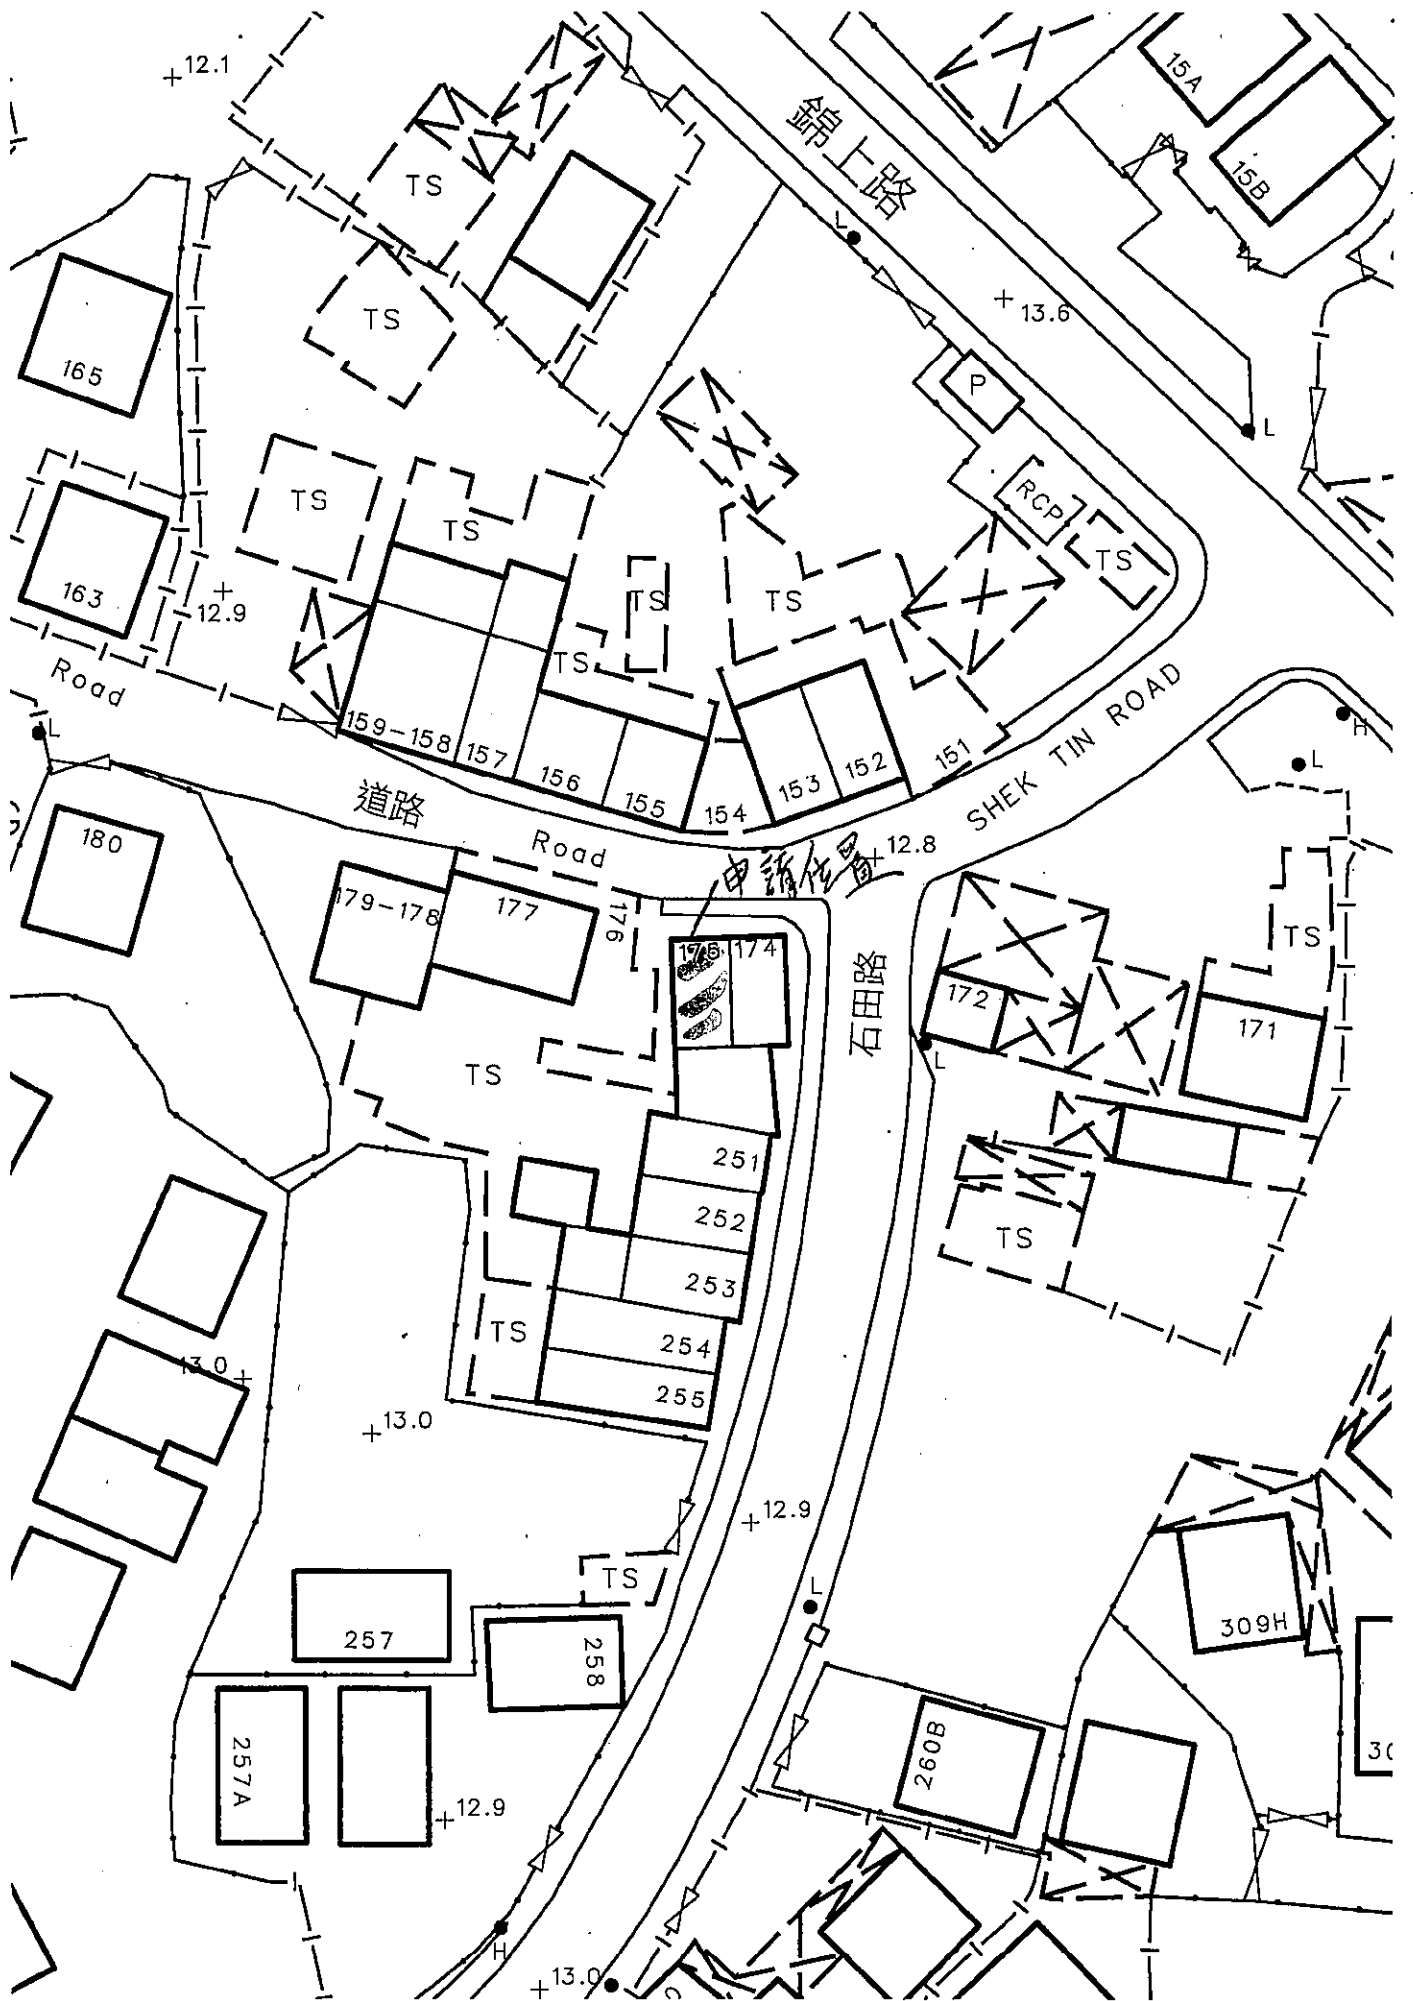 12.1
15A
15B
錦上路
TS
L
13.6
TS
165
P
L
TS
TS
RCP
TS
163
12.9
TS
TS
TS
Road
SHEK TIN ROAD
L
159-158
157
156
155
154
153
152
151
H
L
道路
Road
180
12.8
申請位置
179-178
177
176
175
174
TS
石田路
172
171
L
TS
251
252
TS
253
TS
254
255
13.0
13.0
12.9
TS
L
257
258
309H
257A
260B
30
12.9
H
13.0